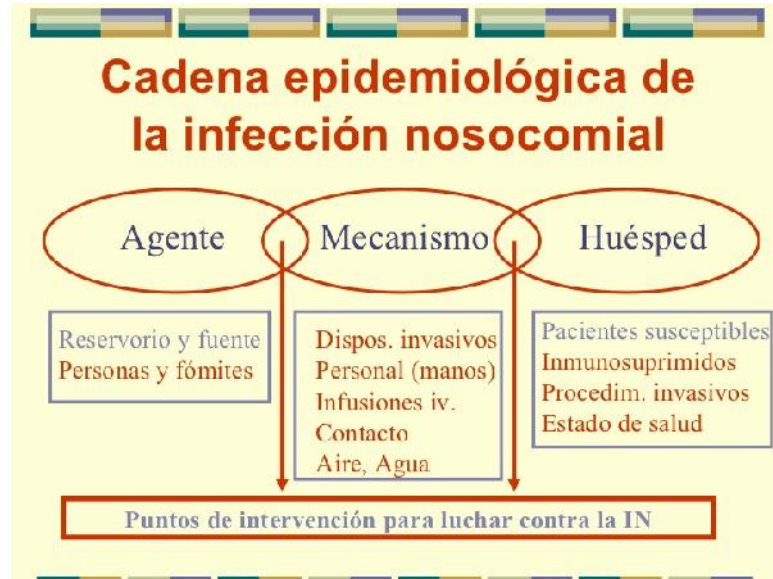 Cadena epidemiológica de
la infección nosocomial
Agente
Mecanismo
Huésped
Reservorio y fuente
Personas y fómites
Dispos. invasivos
Personal (manos)
Infusiones iv.
Contacto
Aire, Agua
Pacientes susceptibles
Inmunosuprimidos
Procedim. invasivos
Estado de salud
Puntos de intervención para luchar contra la IN